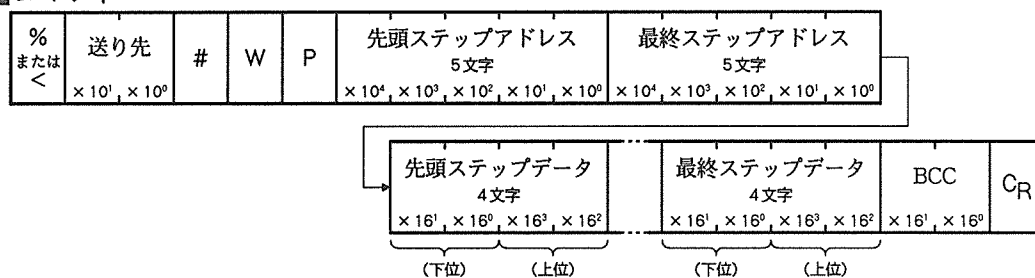 %
または
<
送り先
× 10¹ × 10⁰
#
W
P
先頭ステップアドレス
5文字
× 10⁴ × 10³ × 10² × 10¹ × 10⁰
最終ステップアドレス
5文字
× 10⁴ × 10³ × 10² × 10¹ × 10⁰
先頭ステップデータ
4文字
× 16¹ × 16⁰ × 16³ × 16²
(下位) (上位)
最終ステップデータ
4文字
× 16¹ × 16⁰ × 16³ × 16²
(下位) (上位)
BCC
× 16¹ × 16⁰
CR